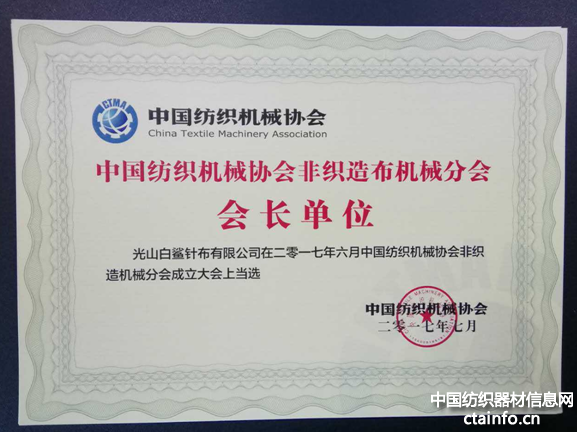 CTMA
中国纺织机械协会
China Textile Machinery Association
中国纺织机械协会非织造布机械分会
会长单位
光山白鲨针布有限公司在二零一七年六月中国纺织机械协会非织
造机械分会成立大会上当选
中国纺织机械协会
二零一七年七月
中国纺织器材信息网
ctainfo.cn